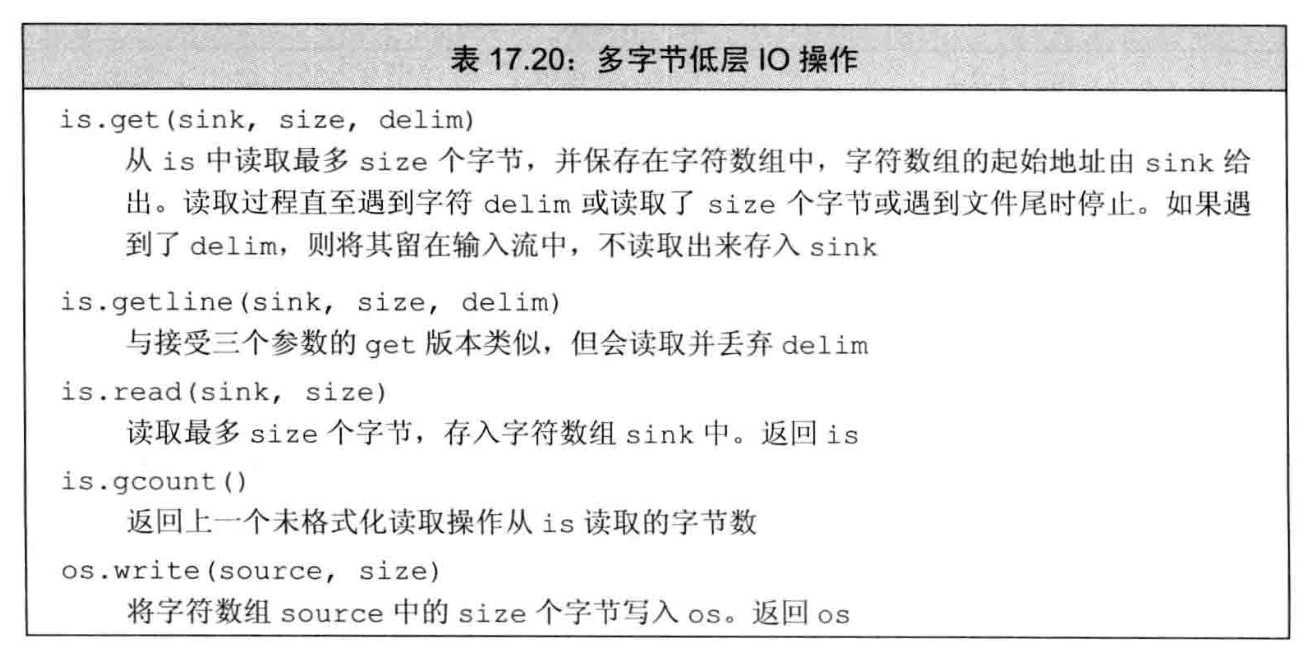 表 17.20：多字节低层 IO 操作
is.get(sink, size, delim)
从 is 中读取最多 size 个字节，并保存在字符数组中，字符数组的起始地址由 sink 给
出。读取过程直至遇到字符 delim 或读取了 size 个字节或遇到文件尾时停止。如果遇
到了 delim，则将其留在输入流中，不读取出来存入 sink
is.getline(sink, size, delim)
与接受三个参数的 get 版本类似，但会读取并丢弃 delim
is.read(sink, size)
读取最多 size 个字节，存入字符数组 sink 中。返回 is
is.gcount()
返回上一个未格式化读取操作从 is 读取的字节数
os.write(source, size)
将字符数组 source 中的 size 个字节写入 os。返回 os